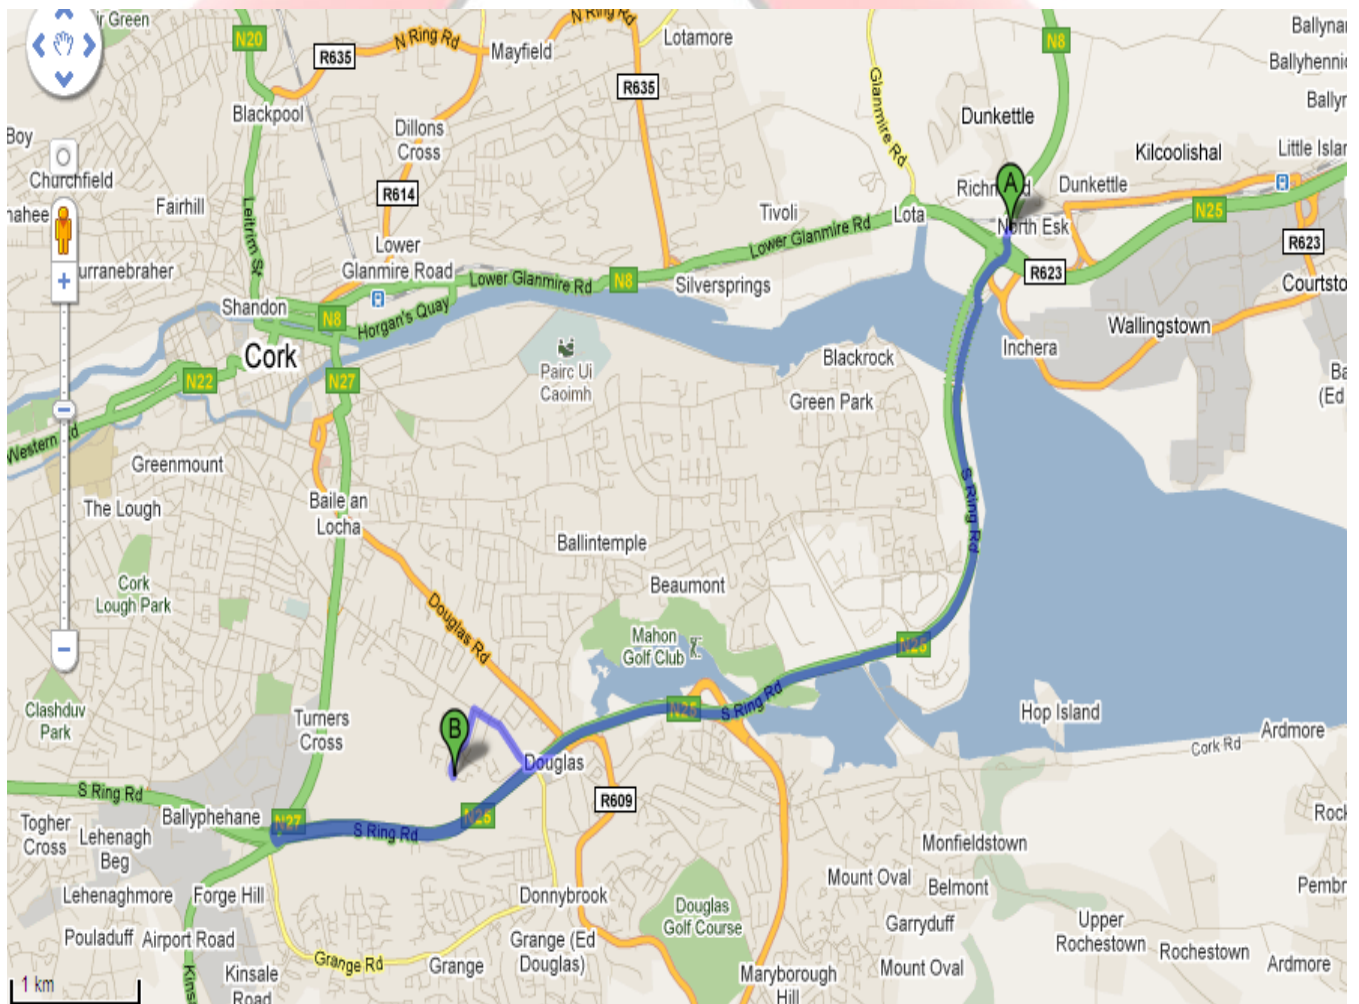 N20
N Ring Rd
N Ring Rd
Lotamore
N8
Ballyhennic
R635
Mayfield
R635
Blackpool
Dillons
Cross
Glanmire Rd
Dunkettle
Boy
Kilcoolishal
Little Islan
Churchfield
R614
Fairhill
Leitrim St
Tivoli
Lota
A
Dunkettle
N25
North Esk
Lower
Glanmire Road
Lower Glanmire Rd
R623
R623
urranebraher
Lower Glanmire Rd
N8
Silversprings
Courtsto
Shandon
N8
Horgan's Quay
Wallingstown
Cork
Pairc Ui
Caoimh
Blackrock
Inchera
N22
N27
Green Park
(Ed
Western
Greenmount
The Lough
Baile an
Locha
S Ring Rd
Ballintemple
Cork
Lough Park
Beaumont
Douglas Rd
Mahon
Golf Club
N25
Clashduv
Park
Turners
Cross
B
N25
S Ring Rd
Hop Island
Ardmore
Cork Rd
Douglas
S Ring Rd
R609
Ballyphehane
N27
S Ring Rd
N25
Togher
Cross
Lehenagh
Beg
Monfieldstown
Lehenaghmore
Forge Hill
Donnybrook
Mount Oval
Belmont
Pembr
Douglas
Golf Course
Garryduff
Upper
Rochestown
Pouladuff
Airport Road
Grange (Ed
Douglas)
Rochestown
Grange Rd
Grange
Mount Oval
Ardmore
1 km
Kinsale
Road
Kins
Maryborough
Hill